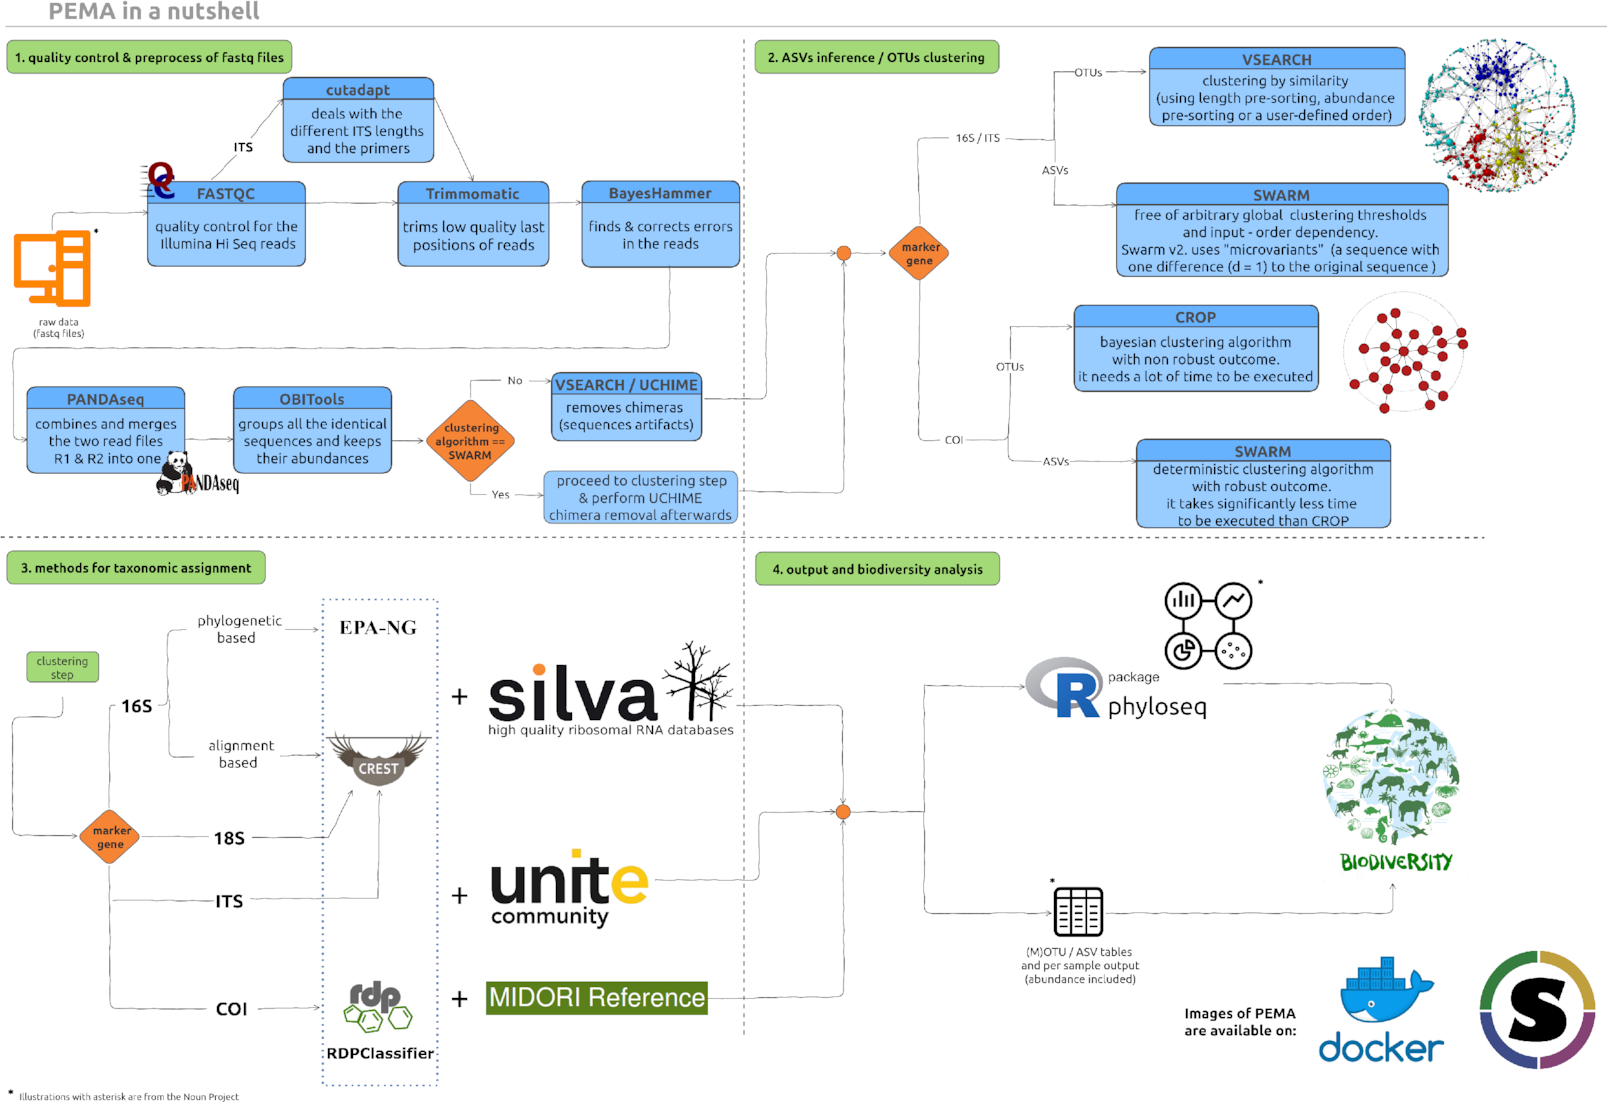 PEMA in a nutshell
1. quality control & preprocess of fastq files
cutadapt
deals with the
different ITS lengths
and the primers
ITS
QC
FASTQC
quality control for the
Illumina Hi Seq reads
Trimmomatic
trims low quality last
positions of reads
BayesHammer
finds & corrects errors
in the reads
*
raw data
(fastq files)
PANDAseq
combines and merges
the two read files
R1 & R2 into one
PANDAseq
OBITools
groups all the identical
sequences and keeps
their abundances
clustering
algorithm ==
SWARM
No
VSEARCH / UCHIME
removes chimeras
(sequences artifacts)
Yes
proceed to clustering step
& perform UCHIME
chimera removal afterwards
2. ASVs inference / OTUs clustering
marker
gene
16S / ITS
OTUs
VSEARCH
clustering by similarity
(using length pre-sorting, abundance
pre-sorting or a user-defined order)
ASVs
SWARM
free of arbitrary global clustering thresholds
and input - order dependency.
Swarm v2. uses "microvariants" (a sequence with
one difference (d = 1) to the original sequence )
COI
OTUs
CROP
bayesian clustering algorithm
with non robust outcome.
it needs a lot of time to be executed
ASVs
SWARM
deterministic clustering algorithm
with robust outcome.
it takes significantly less time
to be executed than CROP
3. methods for taxonomic assignment
clustering
step
marker
gene
16S
phylogenetic
based
EPA-NG
alignment
based
CREST
18S
ITS
COI
rdp
RDPClassifier
+
silva
high quality ribosomal RNA databases
+
unite
community
+
MIDORI Reference
4. output and biodiversity analysis
*
R
package
phyloseq
BIODIVERSITY
*
(M)OTU / ASV tables
and per sample output
(abundance included)
Images of PEMA
are available on:
docker
S
* Illustrations with asterisk are from the Noun Project